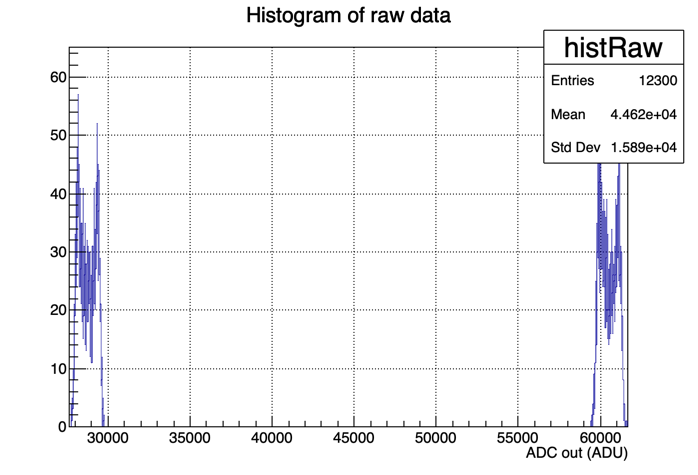 Histogram of raw data
histRaw
Entries 12300
Mean 4.462e+04
Std Dev 1.589e+04
60
50
40
30
20
10
0
30000 35000 40000 45000 50000 55000 60000
ADC out (ADU)